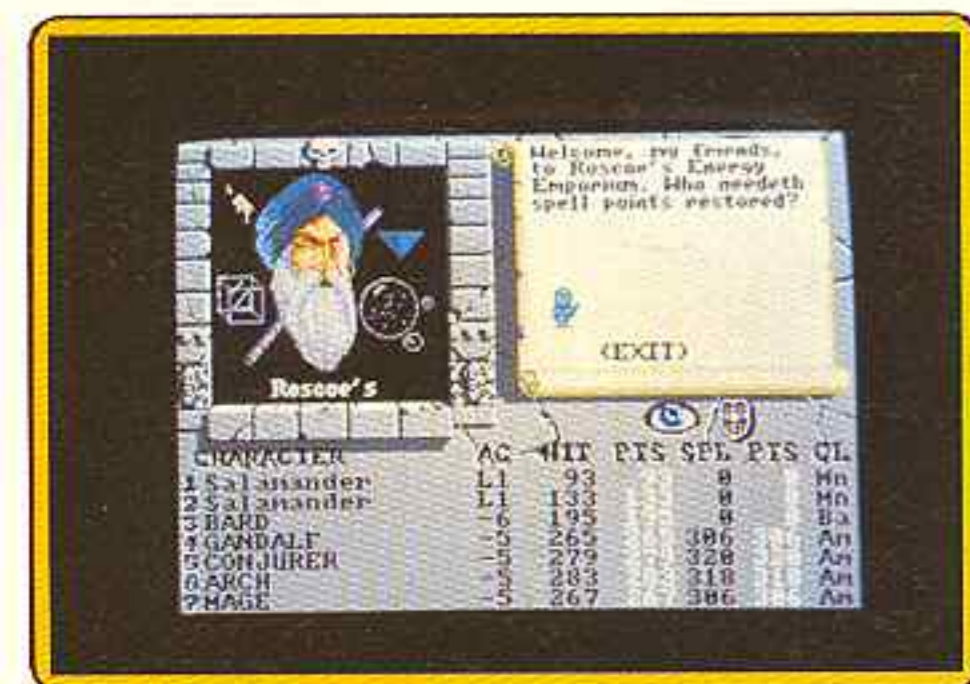 Welcome, my friends,
to Roscoe's Energy
Emporium. Who needeth
spell points restored?
(EXIT)
Roscoe's
CHARACTER AC HIT PTS SPL PTS CL
1 Salamander L1 93 0 Mn
2 Salamander L1 133 0 Mn
3 BARD -6 195 0 Ba
4 GANDALF -5 265 306 Am
5 CONJURER -5 279 320 Am
6 ARCH -5 283 318 Am
7 MAGE -5 267 306 Am